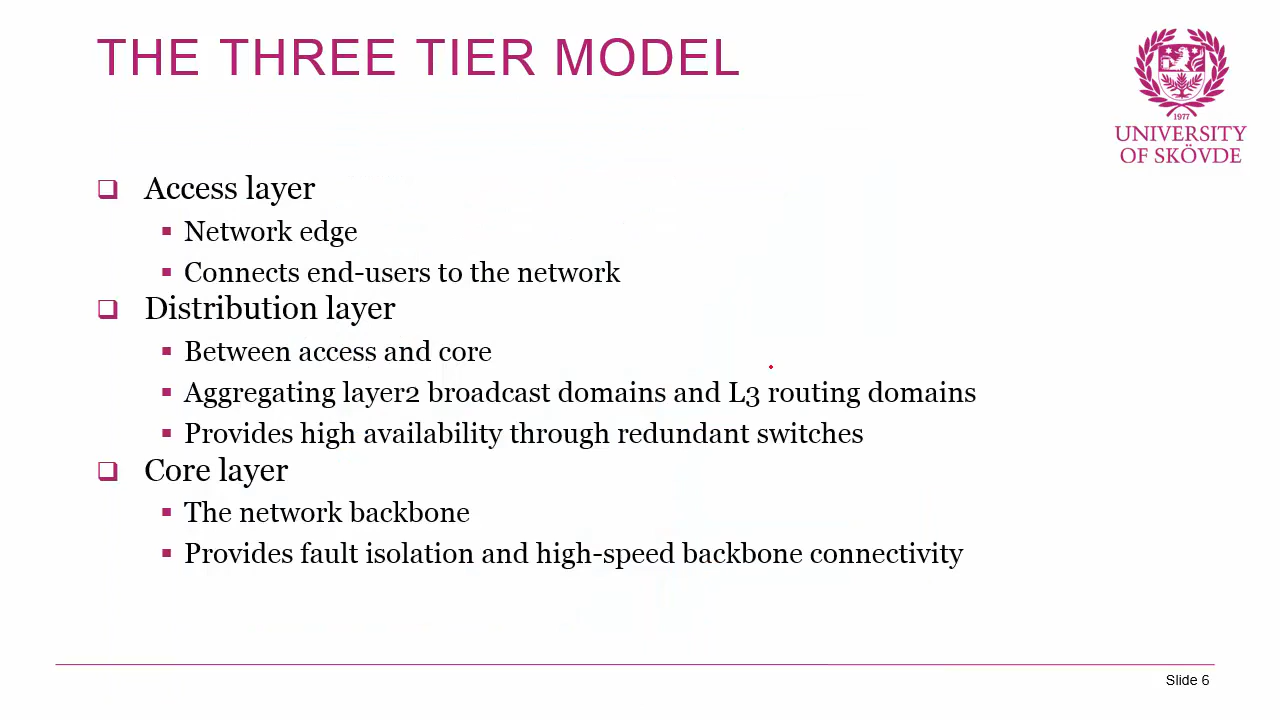 THE THREE TIER MODEL
1977
UNIVERSITY
OF SKÖVDE
Access layer
Network edge
Connects end-users to the network
Distribution layer
Between access and core
Aggregating layer2 broadcast domains and L3 routing domains
Provides high availability through redundant switches
Core layer
The network backbone
Provides fault isolation and high-speed backbone connectivity
Slide 6